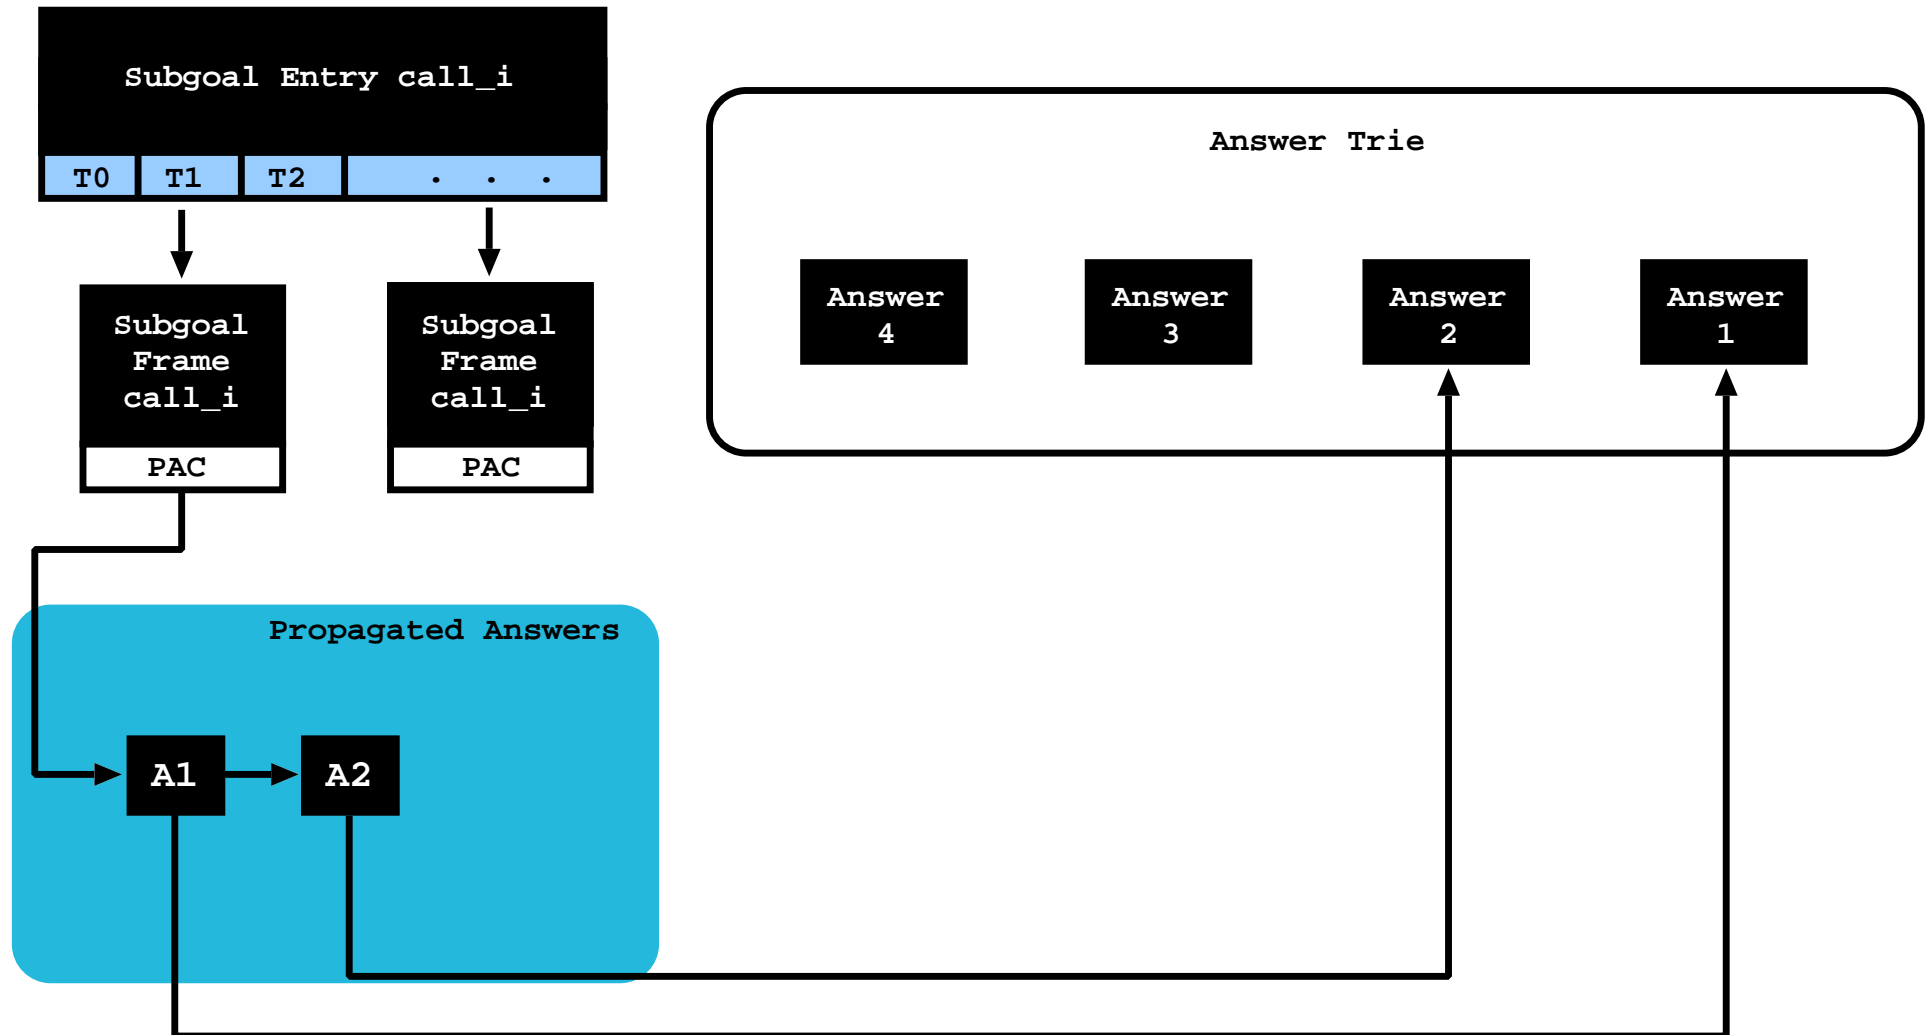 Subgoal Entry call_i
T0 T1 T2 . . .
Subgoal
Frame
call_i
PAC
Subgoal
Frame
call_i
PAC
Answer Trie
Answer
4
Answer
3
Answer
2
Answer
1
Propagated Answers
A1
A2